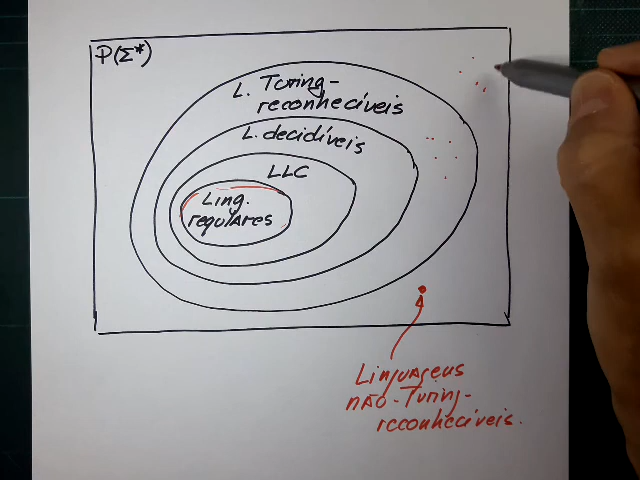 P(Σ*)
L. Turing-
reconhecíveis
L. decidíveis
LLC
Ling.
regulares
Linguagens
não-Turing-
reconhecíveis.